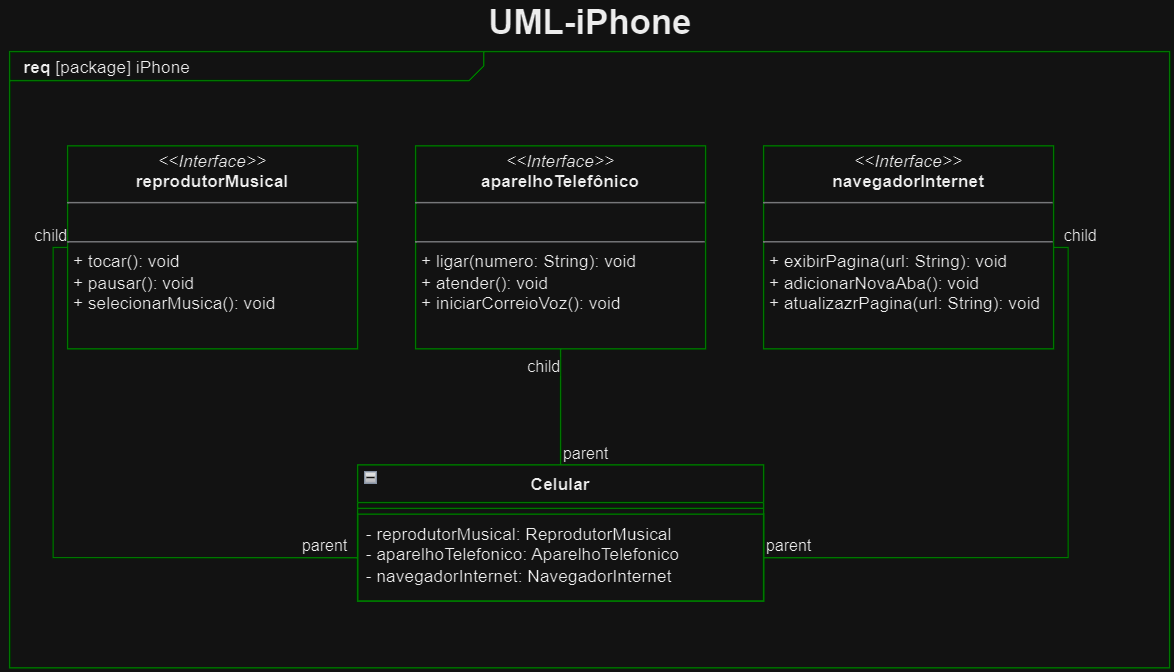 UML-iPhone
req [package] iPhone
<<Interface>>
reprodutorMusical
+ tocar(): void
+ pausar(): void
+ selecionarMusica(): void
<<Interface>>
aparelhoTelefônico
+ ligar(numero: String): void
+ atender(): void
+ iniciarCorreioVoz(): void
<<Interface>>
navegadorInternet
+ exibirPagina(url: String): void
+ adicionarNovaAba(): void
+ atualizazrPagina(url: String): void
child
child
child
parent
Celular
- reprodutorMusical: ReprodutorMusical
- aparelhoTelefonico: AparelhoTelefonico
- navegadorInternet: NavegadorInternet
parent
parent